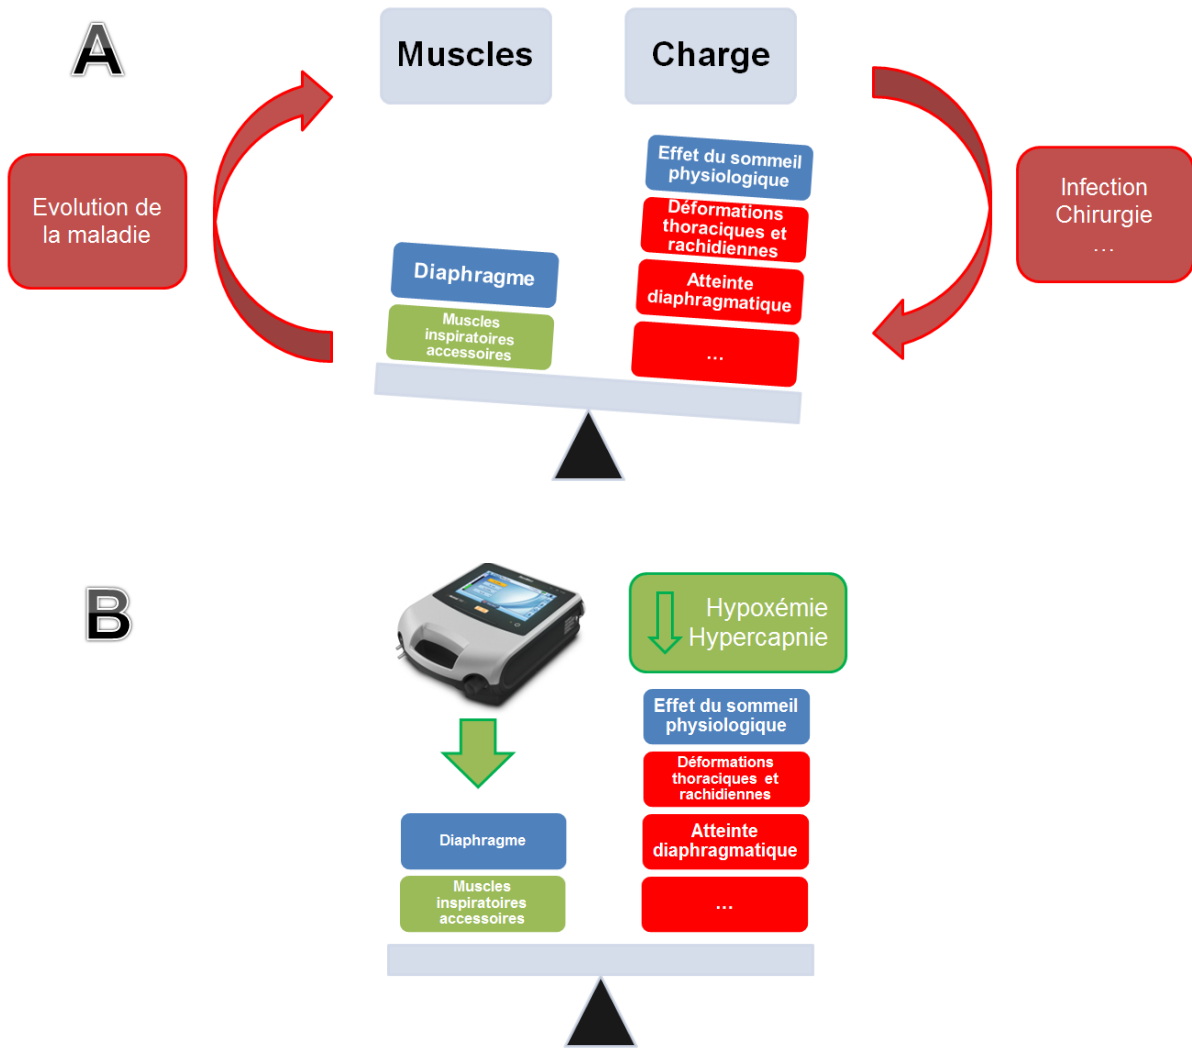 A
Muscles
Charge
Evolution de
la maladie
Effet du sommeil
physiologique
Déformations
thoraciques et
rachidiennes
Atteinte
diaphragmatique
...
Diaphragme
Muscles
inspiratoires
accessoires
Infection
Chirurgie
...
B
Hypoxémie
Hypercapnie
Effet du sommeil
physiologique
Déformations
thoraciques et
rachidiennes
Atteinte
diaphragmatique
...
Diaphragme
Muscles
inspiratoires
accessoires